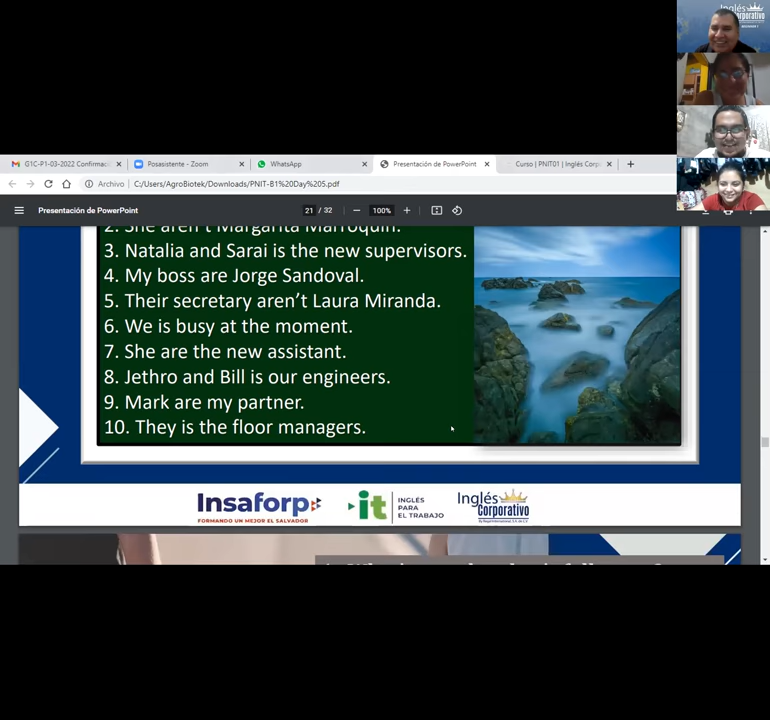 Inglés
Corporativo
G1C-P1-03-2022 Confirmaci
Posasistente - Zoom
WhatsApp
Presentación de PowerPoint
Curso | PNIT01 | Inglés Corp
Archivo
C:/Users/AgroBiotek/Downloads/PNIT-B1%20Day%205.pdf
Presentación de PowerPoint
21 / 32
100%
2. She aren't Margarita Marroquin.
3. Natalia and Sarai is the new supervisors.
4. My boss are Jorge Sandoval.
5. Their secretary aren't Laura Miranda.
6. We is busy at the moment.
7. She are the new assistant.
8. Jethro and Bill is our engineers.
9. Mark are my partner.
10. They is the floor managers.
Insaforp
FORMANDO UN MEJOR EL SALVADOR
it
INGLÉS
PARA
EL TRABAJO
Inglés
Corporativo